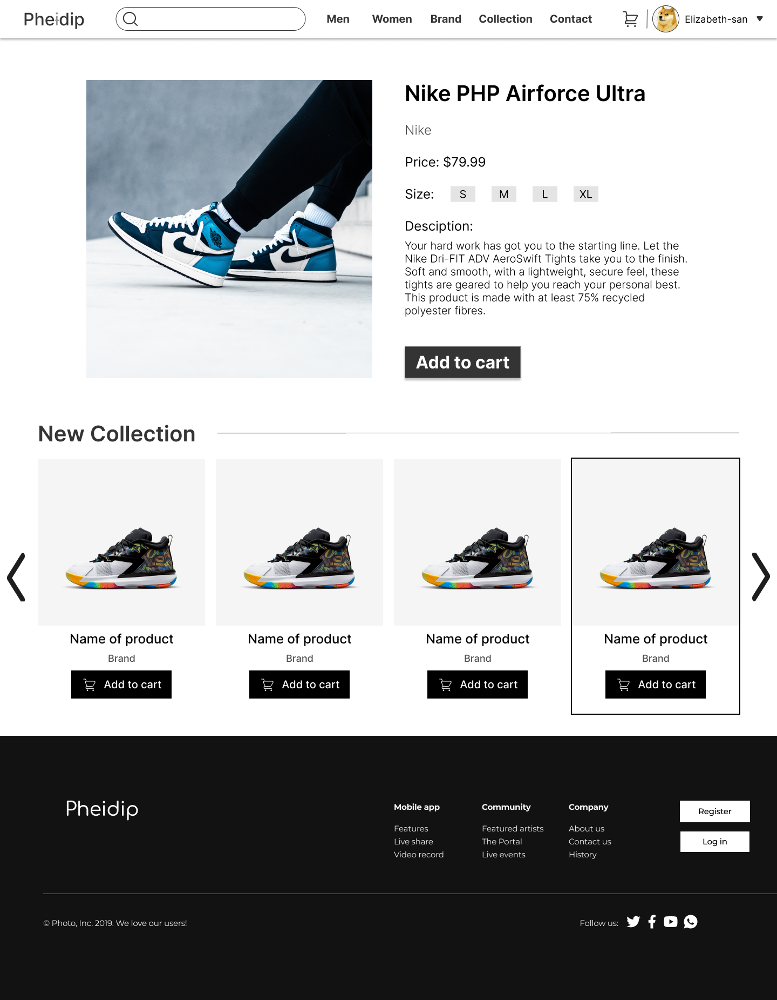 Pheidip
Men Women Brand Collection Contact
Elizabeth-san
Nike PHP Airforce Ultra
Nike
Price: $79.99
Size: S M L XL
Desciption:
Your hard work has got you to the starting line. Let the
Nike Dri-FIT ADV AeroSwift Tights take you to the finish.
Soft and smooth, with a lightweight, secure feel, these
tights are geared to help you reach your personal best.
This product is made with at least 75% recycled
polyester fibres.
Add to cart
New Collection
Name of product Name of product Name of product Name of product
Brand Brand Brand Brand
Add to cart Add to cart Add to cart Add to cart
Pheidip
Mobile app Community Company
Register
Features Featured artists About us
Live share The Portal Contact us
Log in
Video record Live events History
© Photo, Inc. 2019. We love our users!
Follow us: